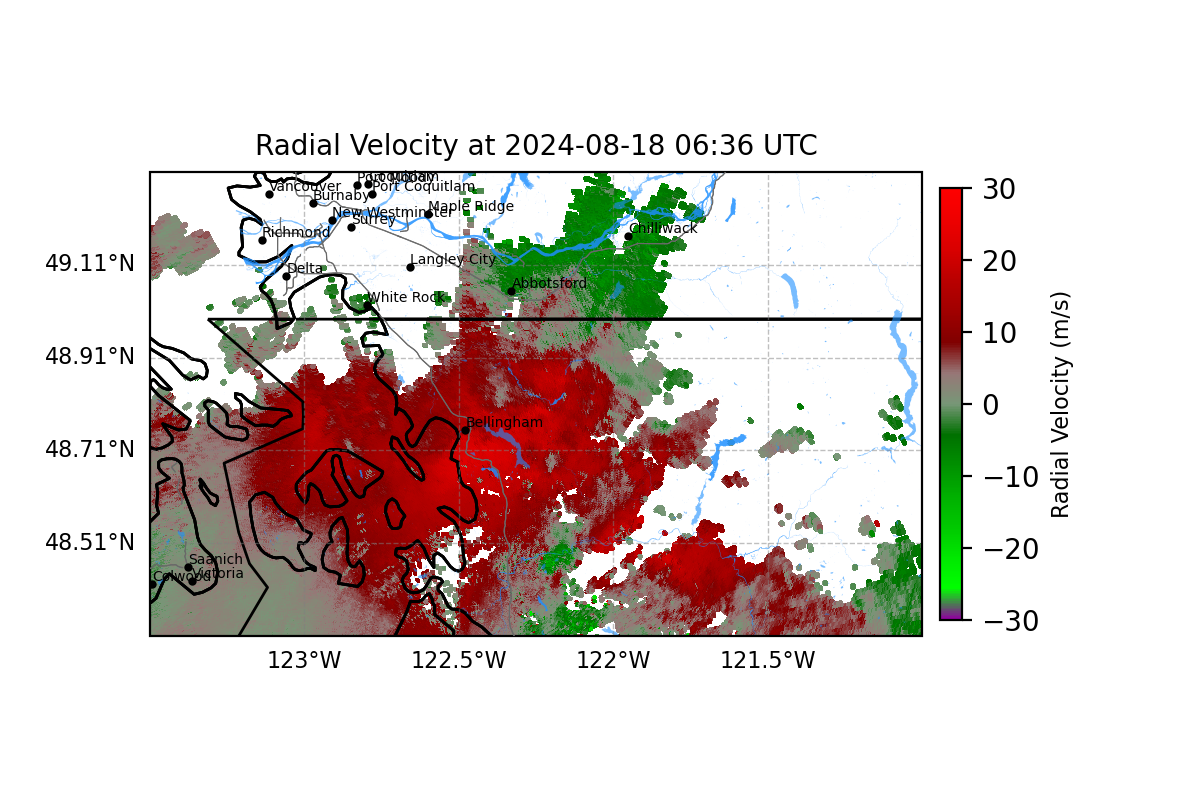 Radial Velocity at 2024-08-18 06:36 UTC
Coquitlam
Vancouver
Port Coquitlam
Burnaby
Maple Ridge
New Westminster
Surrey
Chilliwack
Richmond
49.11°N
Langley City
Delta
Abbotsford
White Rock
48.91°N
48.71°N
Bellingham
48.51°N
Saanich
Victoria
Colwood
123°W
122.5°W
122°W
121.5°W
30
20
10
0
−10
−20
−30
Radial Velocity (m/s)